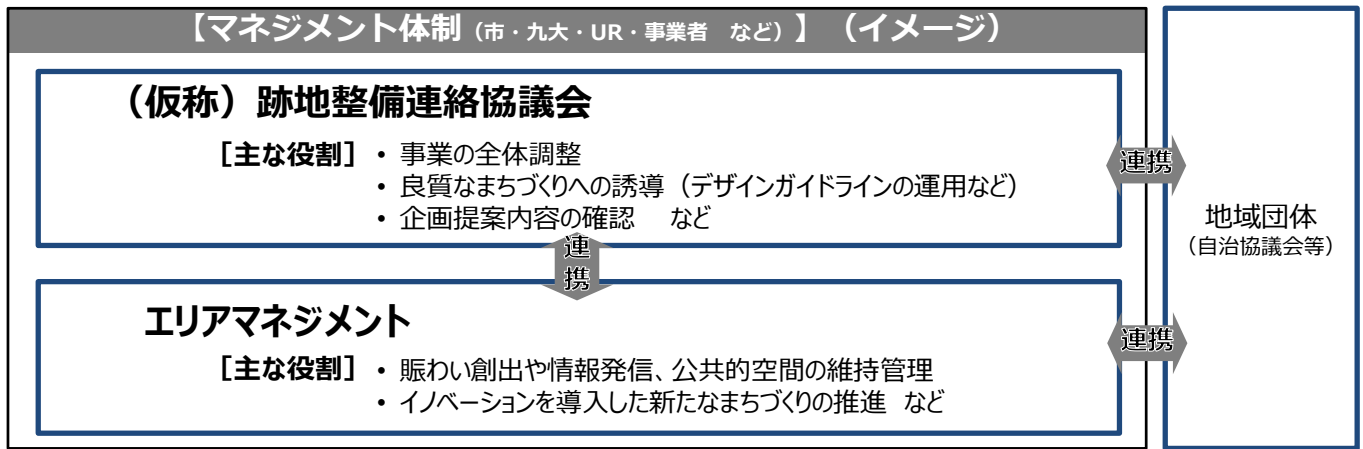 【マネジメント体制（市・九大・UR・事業者　など）】（イメージ）
（仮称）跡地整備連絡協議会
［主な役割］ • 事業の全体調整
• 良質なまちづくりへの誘導（デザインガイドラインの運用など）
• 企画提案内容の確認　など
連携
連携
エリアマネジメント
［主な役割］ • 賑わい創出や情報発信、公共的空間の維持管理
• イノベーションを導入した新たなまちづくりの推進 など
連携
地域団体
（自治協議会等）